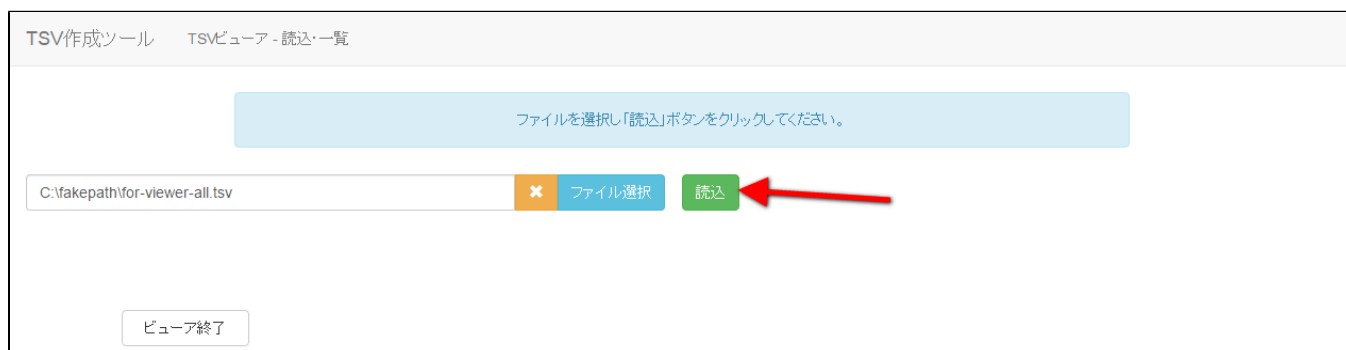 TSV作成ツール TSVビューア - 読込・一覧
ファイルを選択し「読込」ボタンをクリックしてください。
C:\fakepath\for-viewer-all.tsv ファイル選択 読込
ビューア終了